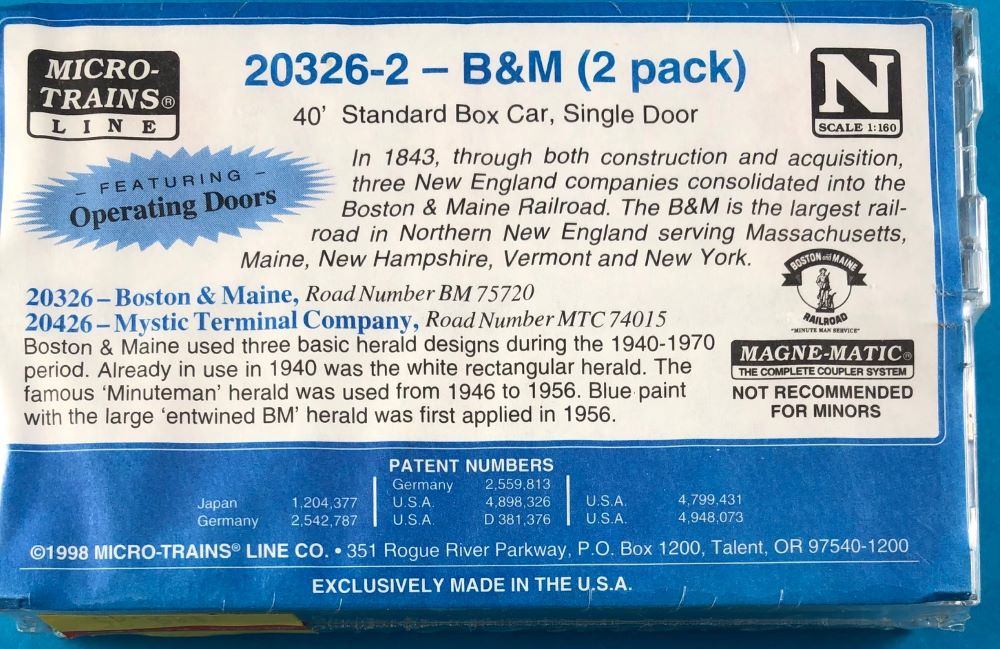 MICRO-
TRAINS®
LINE
20326-2 – B&M (2 pack)
40' Standard Box Car, Single Door
N
SCALE 1:160
– FEATURING –
Operating Doors
In 1843, through both construction and acquisition,
three New England companies consolidated into the
Boston & Maine Railroad. The B&M is the largest rail-
road in Northern New England serving Massachusetts,
Maine, New Hampshire, Vermont and New York.
20326–Boston & Maine, Road Number BM 75720
20426–Mystic Terminal Company, Road Number MTC 74015
Boston & Maine used three basic herald designs during the 1940-1970
period. Already in use in 1940 was the white rectangular herald. The
famous 'Minuteman' herald was used from 1946 to 1956. Blue paint
with the large 'entwined BM' herald was first applied in 1956.
BOSTON and MAINE
RAILROAD
"MINUTE MAN SERVICE"
MAGNE-MATIC®
THE COMPLETE COUPLER SYSTEM
NOT RECOMMENDED
FOR MINORS
PATENT NUMBERS
Germany 2,559,813
Japan 1,204,377 U.S.A. 4,898,326 U.S.A. 4,799,431
Germany 2,542,787 U.S.A. D 381,376 U.S.A. 4,948,073
©1998 MICRO-TRAINS® LINE CO. • 351 Rogue River Parkway, P.O. Box 1200, Talent, OR 97540-1200
EXCLUSIVELY MADE IN THE U.S.A.